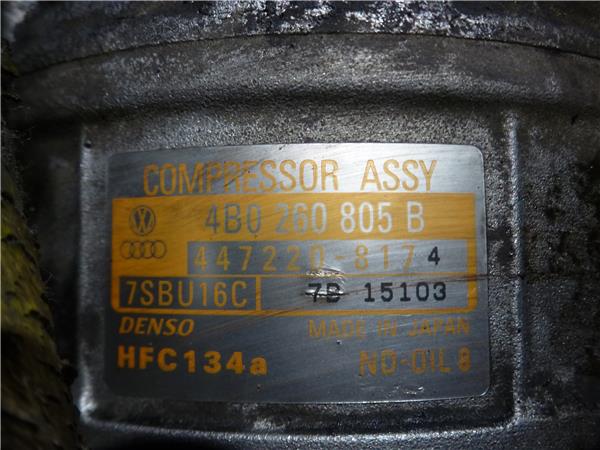 COMPRESSOR ASSY
4B0 260 805 B
447220-8174
7SBU16C 7B 15103
DENSO MADE IN JAPAN
HFC134a ND-OIL 8